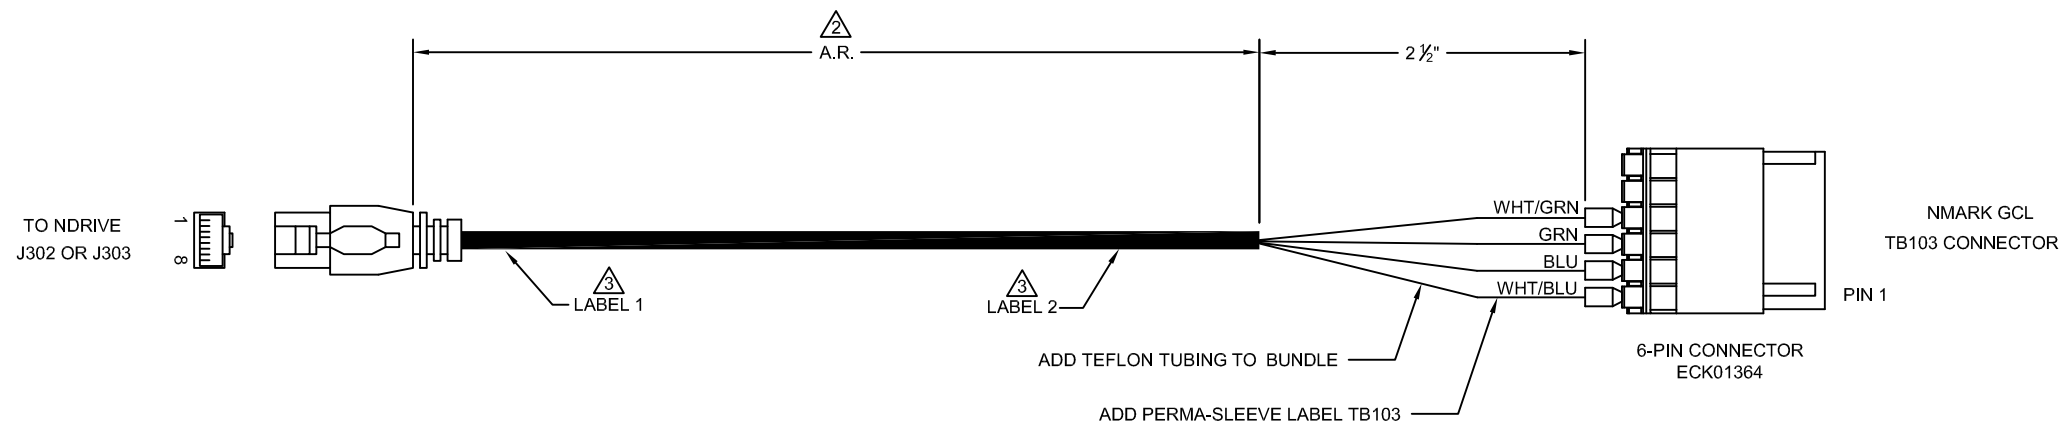 2
A.R.
2 ½"
TO NDRIVE
J302 OR J303
1
8
3
LABEL 1
3
LABEL 2
WHT/GRN
GRN
BLU
WHT/BLU
NMARK GCL
TB103 CONNECTOR
PIN 1
6-PIN CONNECTOR
ECK01364
ADD TEFLON TUBING TO BUNDLE
ADD PERMA-SLEEVE LABEL TB103